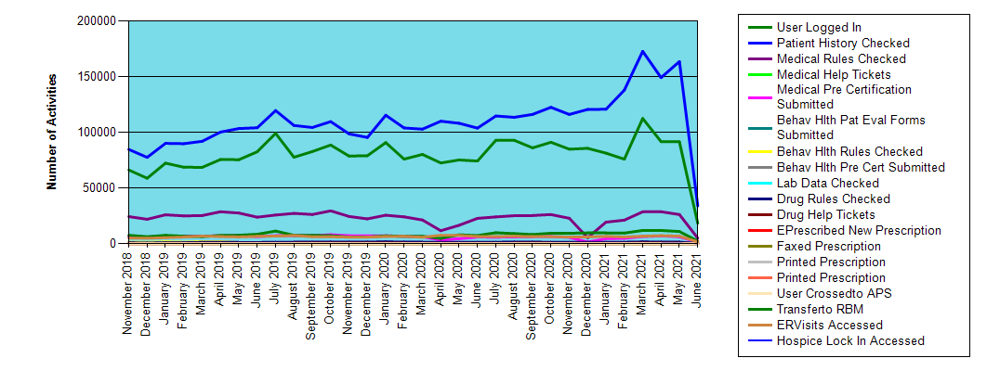 200000
150000
100000
50000
0
Number of Activities
November 2018
December 2018
January 2019
February 2019
March 2019
April 2019
May 2019
June 2019
July 2019
August 2019
September 2019
October 2019
November 2019
December 2019
January 2020
February 2020
March 2020
April 2020
May 2020
June 2020
July 2020
August 2020
September 2020
October 2020
November 2020
December 2020
January 2021
February 2021
March 2021
April 2021
May 2021
June 2021
User Logged In
Patient History Checked
Medical Rules Checked
Medical Help Tickets
Medical Pre Certification
Submitted
Behav Hlth Pat Eval Forms
Submitted
Behav Hlth Rules Checked
Behav Hlth Pre Cert Submitted
Lab Data Checked
Drug Rules Checked
Drug Help Tickets
EPrescribed New Prescription
Faxed Prescription
Printed Prescription
Printed Prescription
User Crossedto APS
Transferto RBM
ERVisits Accessed
Hospice Lock In Accessed